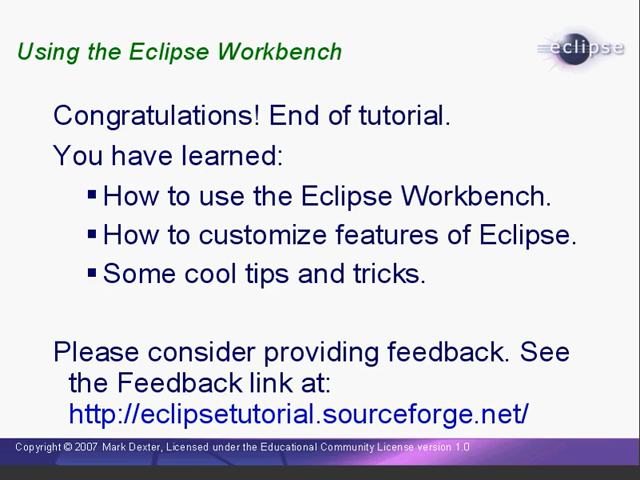 Using the Eclipse Workbench
eclipse
Congratulations! End of tutorial.
You have learned:
▪ How to use the Eclipse Workbench.
▪ How to customize features of Eclipse.
▪ Some cool tips and tricks.
Please consider providing feedback. See
the Feedback link at:
http://eclipsetutorial.sourceforge.net/
Copyright © 2007 Mark Dexter, Licensed under the Educational Community License version 1.0